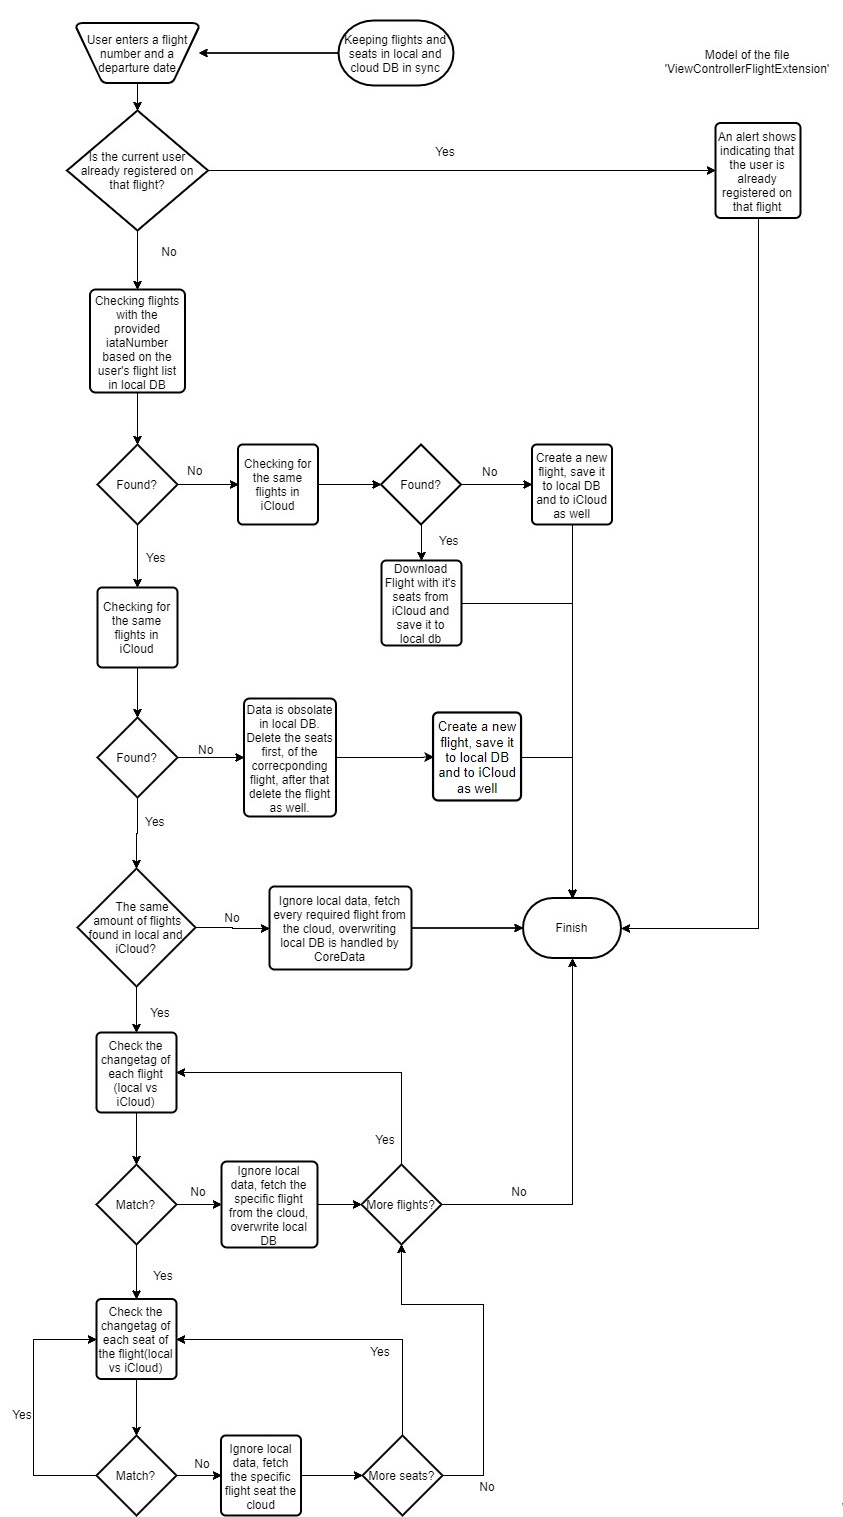 User enters a flight
number and a
departure date
Keeping flights and
seats in local and
cloud DB in sync
Model of the file
'ViewControllerFlightExtension'
Is the current user
already registered on
that flight?
Yes
An alert shows
indicating that
the user is
already
registered on
that flight
No
Checking flights
with the
provided
iataNumber
based on the
user's flight list
in local DB
Found?
No
Checking for
the same
flights in
iCloud
Found?
No
Create a new
flight, save it
to local DB
and to iCloud
as well
Yes
Yes
Download
Flight with it's
seats from
iCloud and
save it to
local db
Checking for
the same
flights in
iCloud
Found?
No
Data is obsolate
in local DB.
Delete the seats
first, of the
correcponding
flight, after that
delete the flight
as well.
Create a new
flight, save it
to local DB
and to iCloud
as well
Yes
The same
amount of flights
found in local and
iCloud?
No
Ignore local data, fetch
every required flight from
the cloud, overwriting
local DB is handled by
CoreData
Finish
Yes
Check the
changetag of
each flight
(local vs
iCloud)
Yes
Match?
No
Ignore local
data, fetch the
specific flight
from the cloud,
overwrite local
DB
More flights?
No
Yes
Check the
changetag of
each seat of
the flight(local
vs iCloud)
Yes
Yes
Match?
No
Ignore local
data, fetch
the specific
flight seat the
cloud
More seats?
No